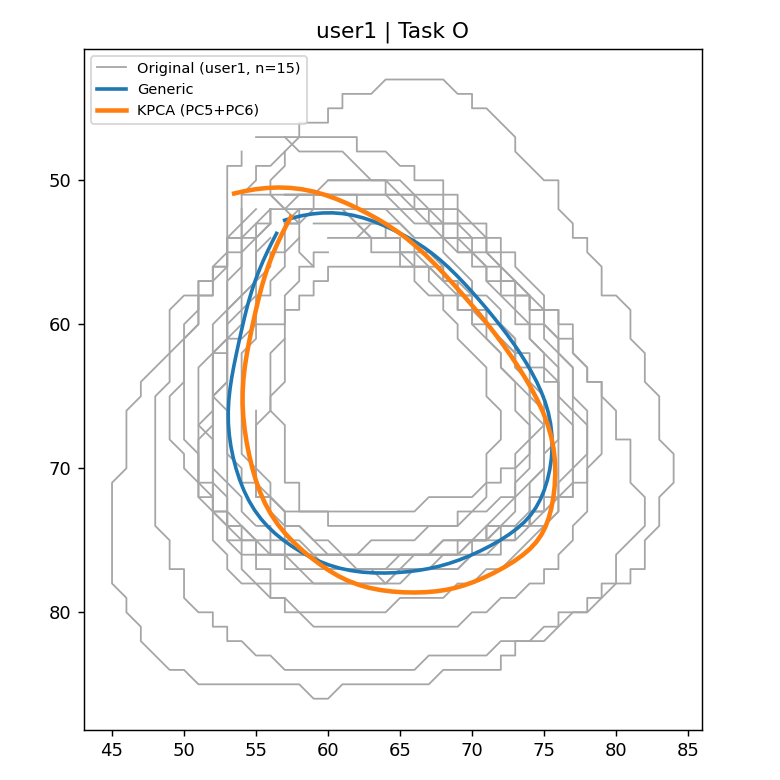 user1 | Task O
Original (user1, n=15)
Generic
KPCA (PC5+PC6)
50
60
70
80
45 50 55 60 65 70 75 80 85